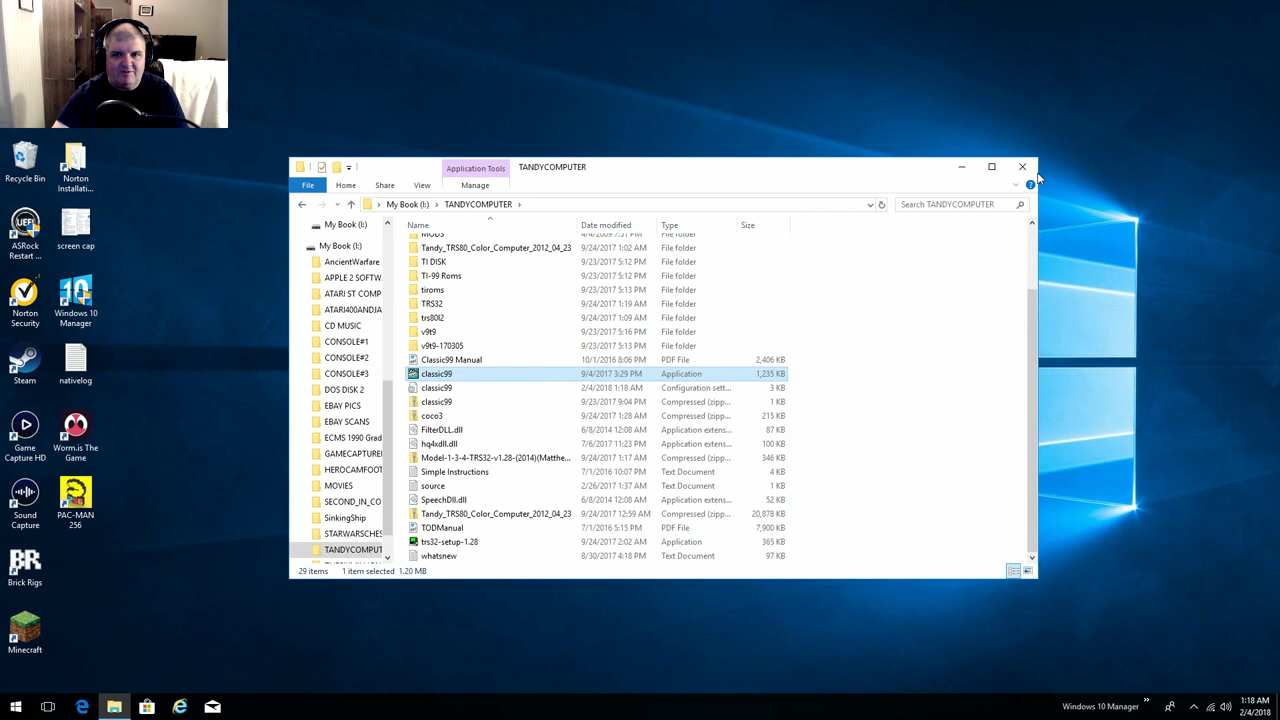 Recycle Bin
Norton Installati...
ASRock Restart ...
screen cap
Norton Security
Windows 10 Manager
Steam
nativelog
Game Capture HD
Worm.is The Game
Sound Capture
PAC-MAN 256
Brick Rigs
Minecraft
Application Tools
TANDYCOMPUTER
File
Home
Share
View
Manage
My Book (I:)
TANDYCOMPUTER
Search TANDYCOMPUTER
My Book (I:)
My Book (I:)
AncientWarfare
APPLE 2 SOFTW
ATARI ST COMP
ATARI400ANDJA
CD MUSIC
CONSOLE#1
CONSOLE#2
CONSOLE#3
DOS DISK 2
EBAY PICS
EBAY SCANS
ECMS 1990 Grad
GAMECAPTURE
HEROCAMFOOT
MOVIES
SECOND_IN_CO
SinkingShip
STARWARSCHES
TANDYCOMPUT
Name Date modified Type Size
File folder
Tandy_TRS80_Color_Computer_2012_04_23 9/24/2017 1:02 AM File folder
TI DISK 9/23/2017 5:12 PM File folder
TI-99 Roms 9/23/2017 5:12 PM File folder
tiroms 9/23/2017 5:13 PM File folder
TRS32 9/24/2017 1:19 AM File folder
trs80l2 9/24/2017 1:09 AM File folder
v9t9 9/23/2017 5:16 PM File folder
v9t9-170305 9/23/2017 5:13 PM File folder
Classic99 Manual 10/1/2016 8:06 PM PDF File 2,406 KB
classic99 9/4/2017 3:29 PM Application 1,235 KB
classic99 2/4/2018 1:18 AM Configuration sett... 3 KB
classic99 9/23/2017 9:04 PM Compressed (zipp... 1 KB
coco3 9/24/2017 1:28 AM Compressed (zipp... 215 KB
FilterDLL.dll 6/8/2014 12:08 AM Application extens... 87 KB
hq4xdll.dll 7/6/2017 11:23 PM Application extens... 100 KB
Model-1-3-4-TRS32-v1.28-(2014)(Matthe... 9/24/2017 1:17 AM Compressed (zipp... 346 KB
Simple Instructions 7/1/2016 10:07 PM Text Document 4 KB
source 2/26/2017 1:37 AM Text Document 1 KB
SpeechDll.dll 6/8/2014 12:08 AM Application extens... 52 KB
Tandy_TRS80_Color_Computer_2012_04_23 9/24/2017 12:59 AM Compressed (zipp... 20,878 KB
TODManual 7/1/2016 5:15 PM PDF File 7,900 KB
trs32-setup-1.28 9/24/2017 2:02 AM Application 365 KB
whatsnew 8/30/2017 4:18 PM Text Document 97 KB
29 items 1 item selected 1.20 MB
Windows 10 Manager
1:18 AM
2/4/2018